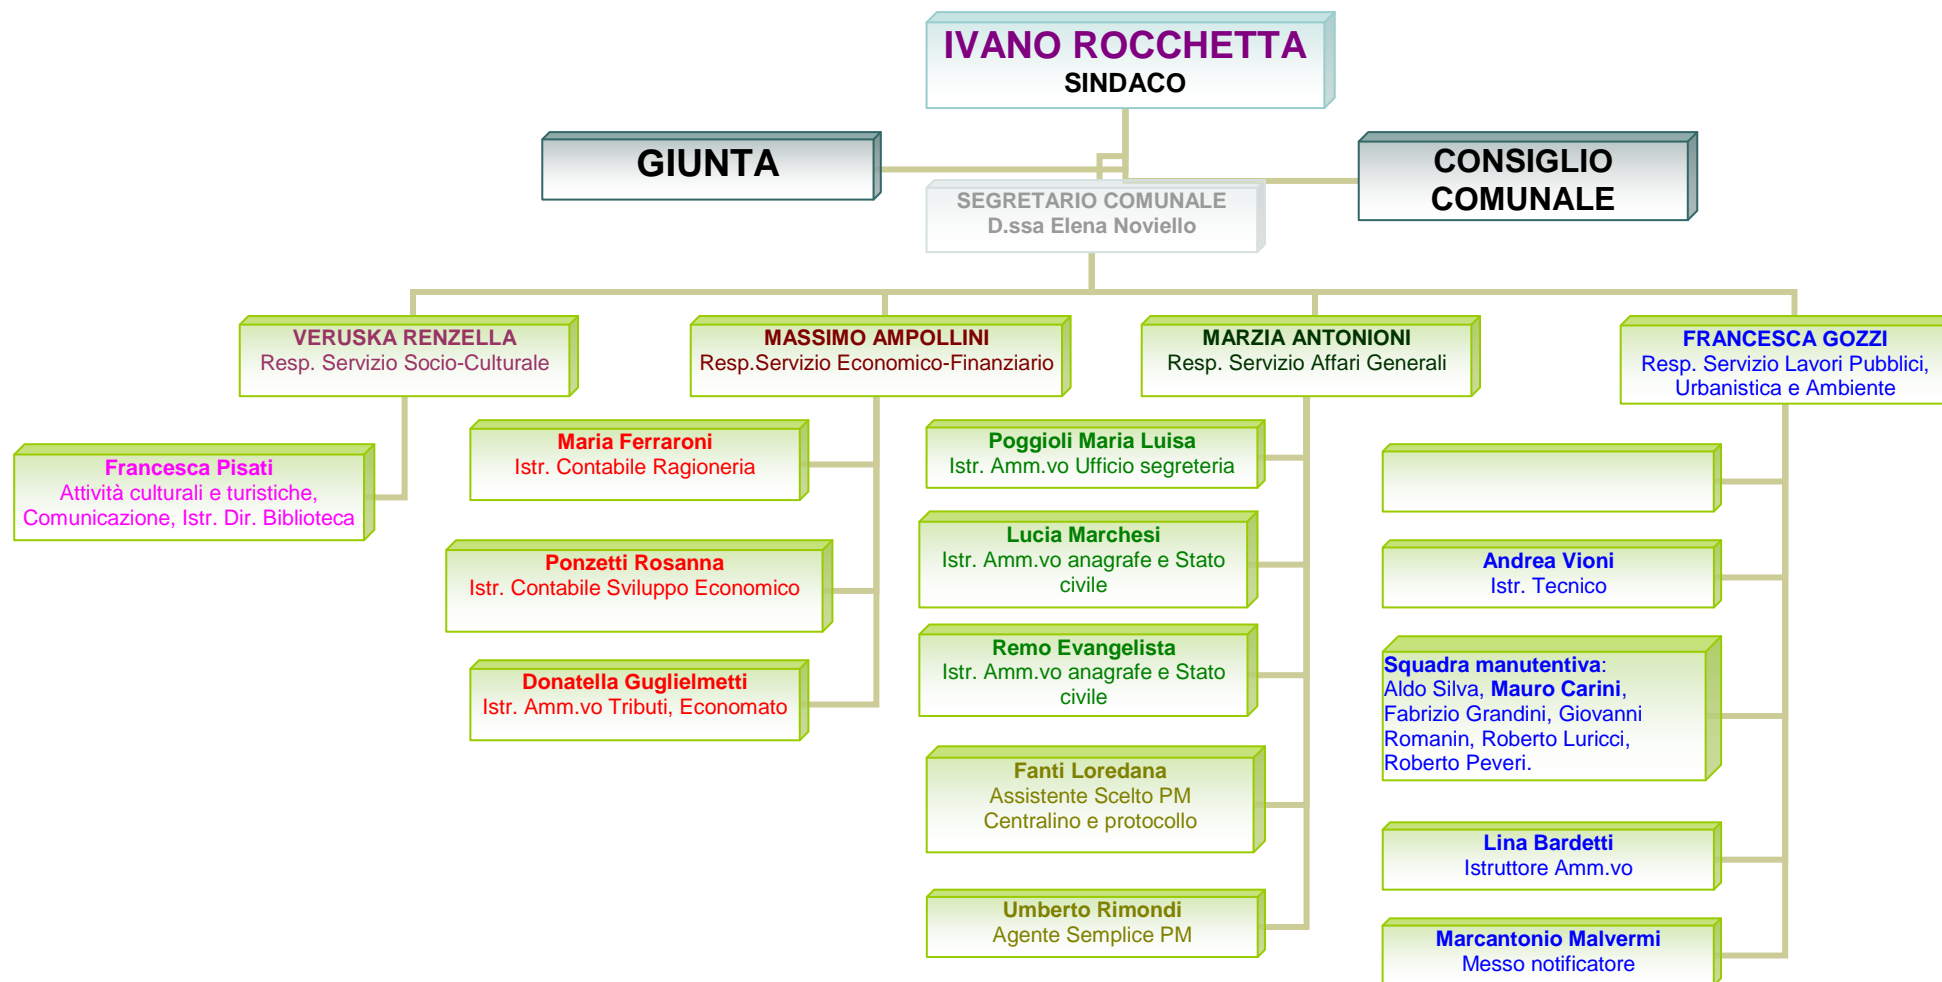 IVANO ROCCHETTA
SINDACO
GIUNTA
CONSIGLIO
COMUNALE
SEGRETARIO COMUNALE
D.ssa Elena Noviello
VERUSKA RENZELLA
Resp. Servizio Socio-Culturale
MASSIMO AMPOLLINI
Resp.Servizio Economico-Finanziario
MARZIA ANTONIONI
Resp. Servizio Affari Generali
FRANCESCA GOZZI
Resp. Servizio Lavori Pubblici,
Urbanistica e Ambiente
Francesca Pisati
Attività culturali e turistiche,
Comunicazione, Istr. Dir. Biblioteca
Maria Ferraroni
Istr. Contabile Ragioneria
Ponzetti Rosanna
Istr. Contabile Sviluppo Economico
Donatella Guglielmetti
Istr. Amm.vo Tributi, Economato
Poggioli Maria Luisa
Istr. Amm.vo Ufficio segreteria
Lucia Marchesi
Istr. Amm.vo anagrafe e Stato
civile
Remo Evangelista
Istr. Amm.vo anagrafe e Stato
civile
Fanti Loredana
Assistente Scelto PM
Centralino e protocollo
Umberto Rimondi
Agente Semplice PM
Andrea Vioni
Istr. Tecnico
Squadra manutentiva:
Aldo Silva, Mauro Carini,
Fabrizio Grandini, Giovanni
Romanin, Roberto Luricci,
Roberto Peveri.
Lina Bardetti
Istruttore Amm.vo
Marcantonio Malvermi
Messo notificatore